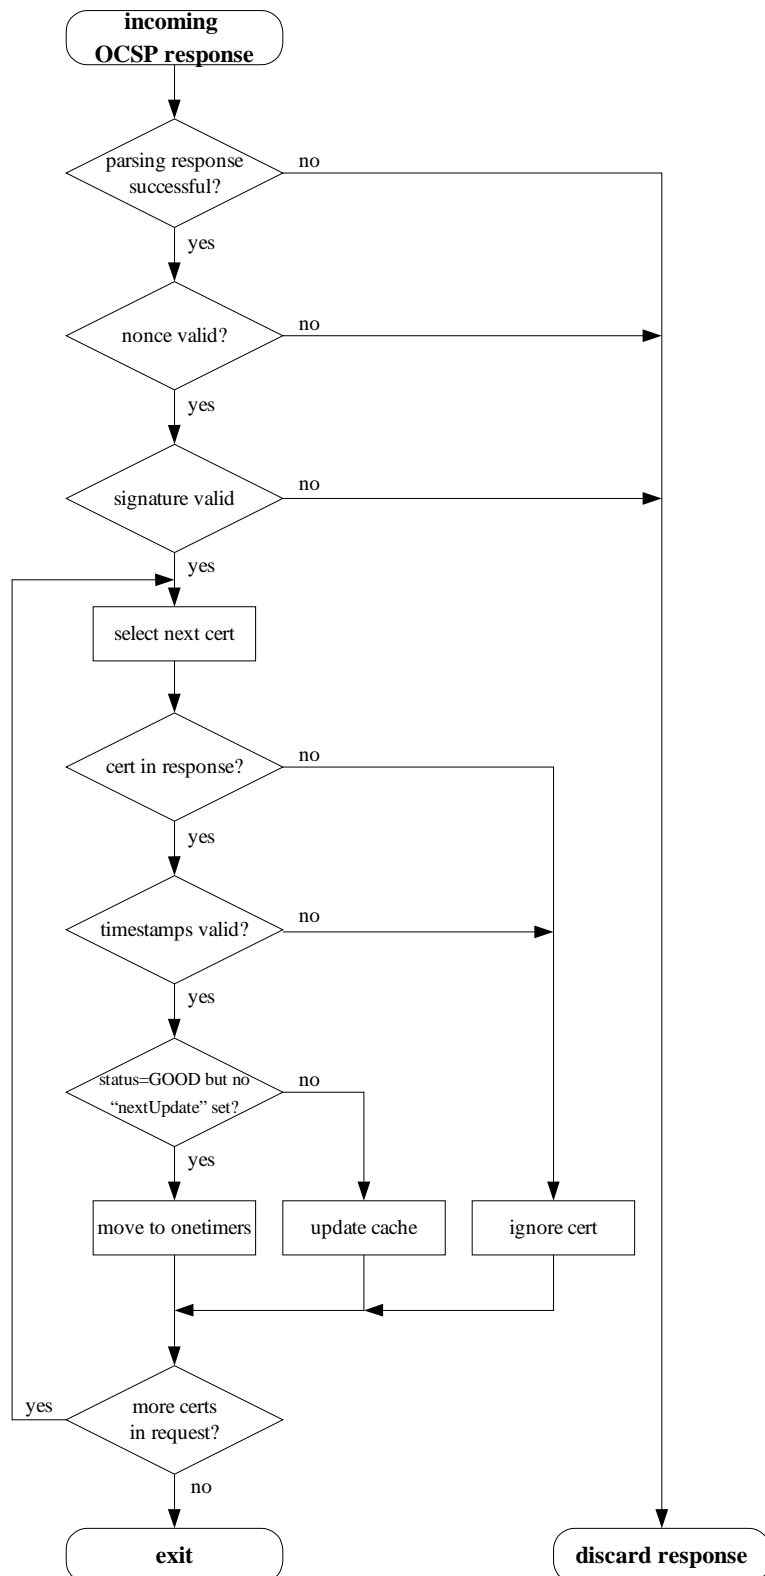 incoming
OCSP response
parsing response
successful?
no
yes
nonce valid?
no
yes
signature valid
no
yes
select next cert
cert in response?
no
yes
timestamps valid?
no
yes
status=GOOD but no
“nextUpdate” set?
no
yes
move to onetimers
update cache
ignore cert
yes
more certs
in request?
no
exit
discard response